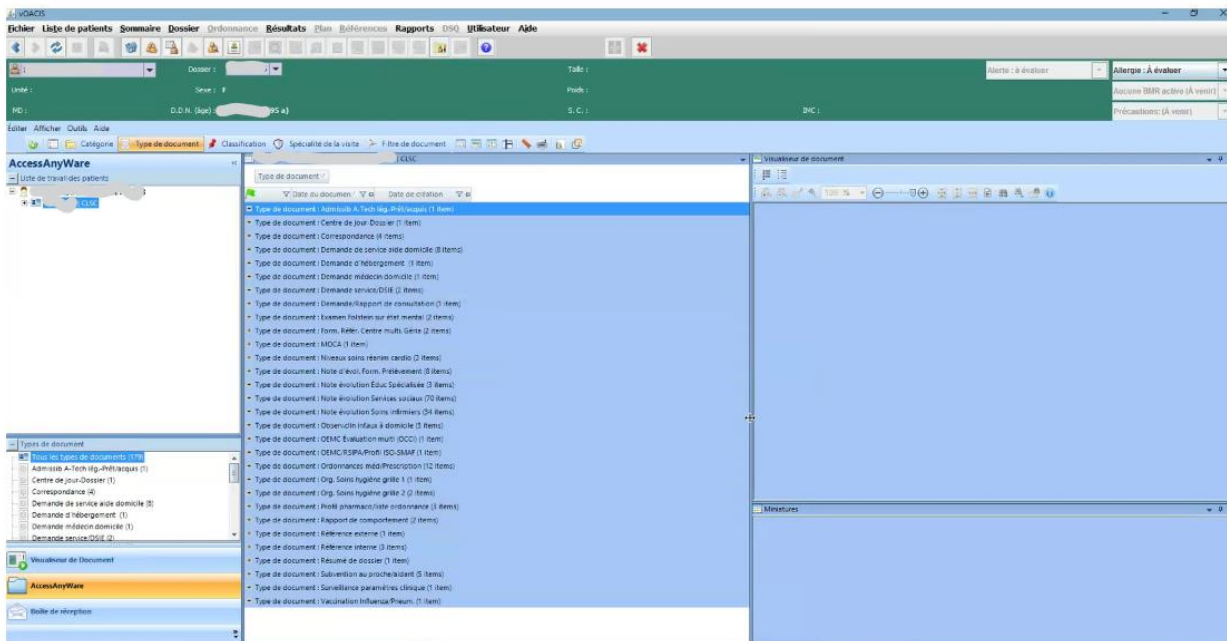 vOACIS
Fichier Liste de patients Sommaire Dossier Ordonnance Résultats Plan Références Rapports DSQ Utilisateur Aide
Dossier :
Taille :
Alerte : à évaluer
Allergie : À évaluer
Unité :
Sexe : F
Poids :
Aucune BMR active (À venir)
MD :
D.D.N. (âge) :
95 a)
S. C. :
IMC :
Précautions: (À venir)
Éditer Afficher Outils Aide
Catégorie Type de document Classification Spécialité de la visite Filtre de document
AccessAnyWare
Liste de travail des patients
CLSC
Types de document
Tous les types de documents (179)
Admissib A-Tech lég.-Prêt/acquis (1)
Centre de jour-Dossier (1)
Correspondance (4)
Demande de service aide domicile (8)
Demande d'hébergement (1)
Demande médecin domicile (1)
Demande service/DSIE (2)
Visualiseur de Document
AccessAnyWare
Boîte de réception
CLSC
Type de document
Date du documen Date de création
Type de document : Admissib A-Tech lég.-Prêt/acquis (1 item)
Type de document : Centre de jour-Dossier (1 item)
Type de document : Correspondance (4 items)
Type de document : Demande de service aide domicile (8 items)
Type de document : Demande d'hébergement (1 item)
Type de document : Demande médecin domicile (1 item)
Type de document : Demande service/DSIE (2 items)
Type de document : Demande/Rapport de consultation (1 item)
Type de document : Examen Folstein sur état mental (2 items)
Type de document : Form. Référ. Centre multi. Géria (2 items)
Type de document : MOCA (1 item)
Type de document : Niveaux soins réanim cardio (2 items)
Type de document : Note d'évol. Form. Prélèvement (8 items)
Type de document : Note évolution Éduc Spécialisée (3 items)
Type de document : Note évolution Services sociaux (70 items)
Type de document : Note évolution Soins infirmiers (34 items)
Type de document :
Type de document : OEMC Évaluation multi (OCCI) (1 item)
Type de document : OEMC/RSIPA/Profil ISO-SMAF (1 item)
Type de document : Ordonnances méd/Prescription (12 items)
Type de document : Org. Soins hygiène grille 1 (1 item)
Type de document : Org. Soins hygiène grille 2 (2 items)
Type de document : Profil pharmaco/liste ordonnance (3 items)
Type de document : Rapport de comportement (2 items)
Type de document : Référence externe (1 item)
Type de document : Référence interne (3 items)
Type de document : Résumé de dossier (1 item)
Type de document : Subvention au proche/aidant (5 items)
Type de document : Surveillance paramètres clinique (1 item)
Type de document : Vaccination Influenza/Pneum. (1 item)
Visualiseur de document
Miniatures